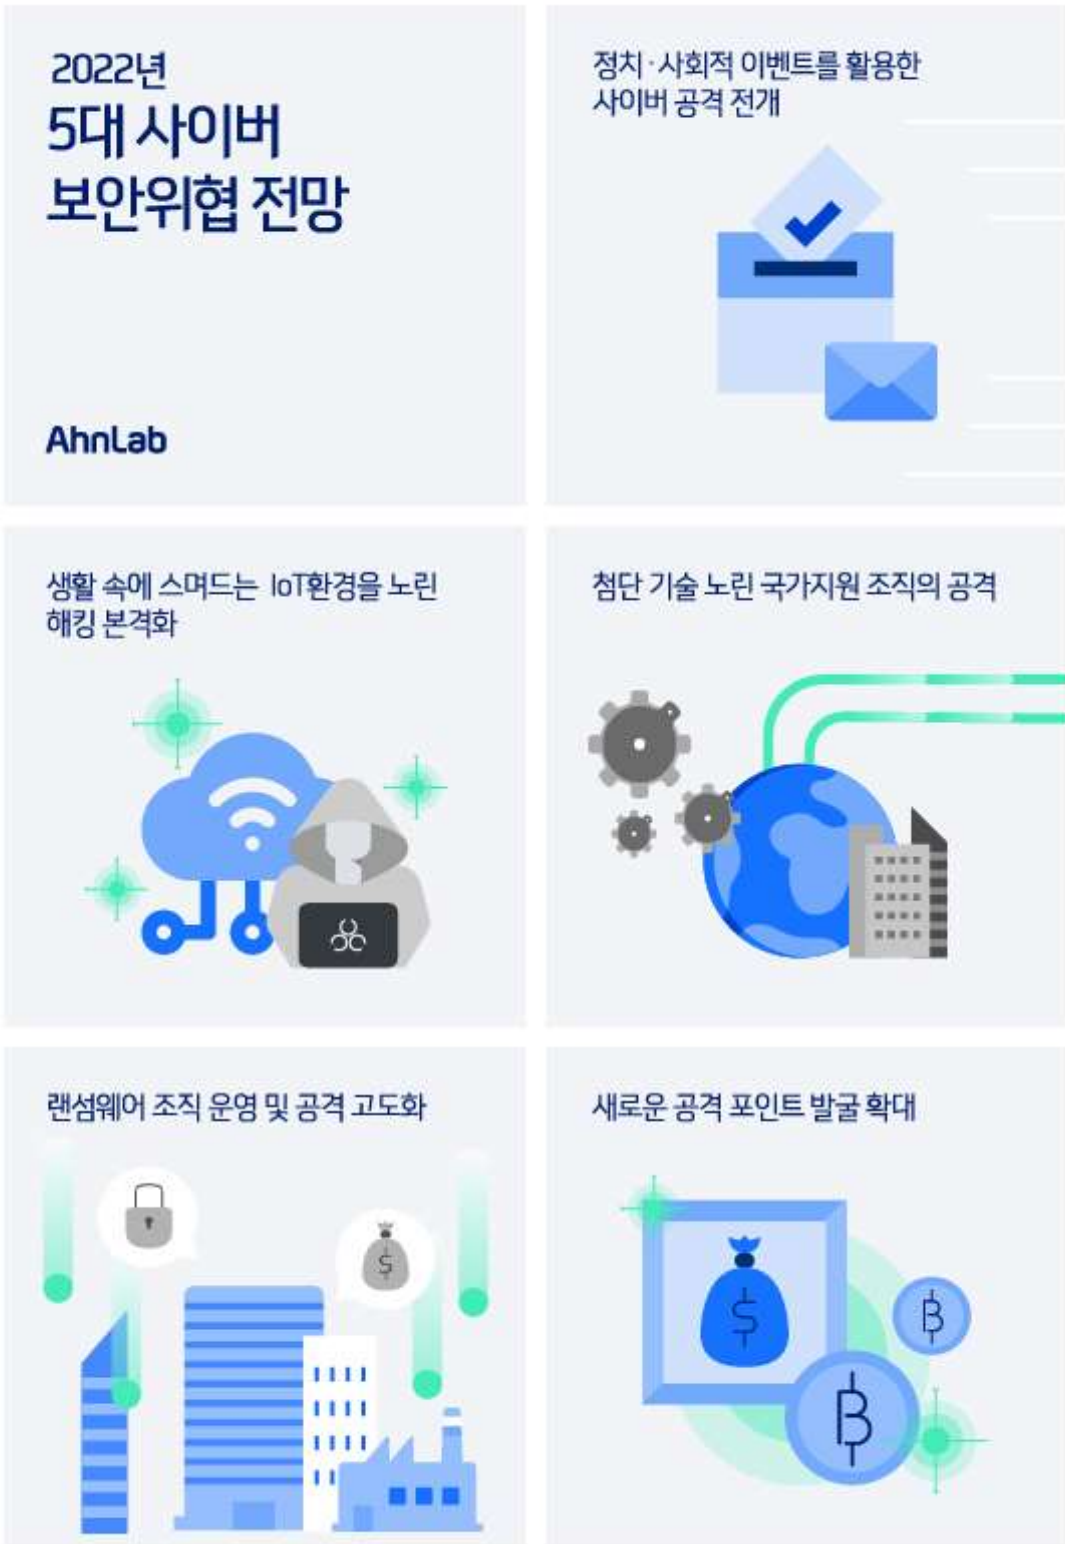 2022년
5대 사이버
보안위협 전망
AhnLab
정치·사회적 이벤트를 활용한
사이버 공격 전개
생활 속에 스며드는 IoT환경을 노린
해킹 본격화
첨단 기술 노린 국가지원 조직의 공격
랜섬웨어 조직 운영 및 공격 고도화
새로운 공격 포인트 발굴 확대